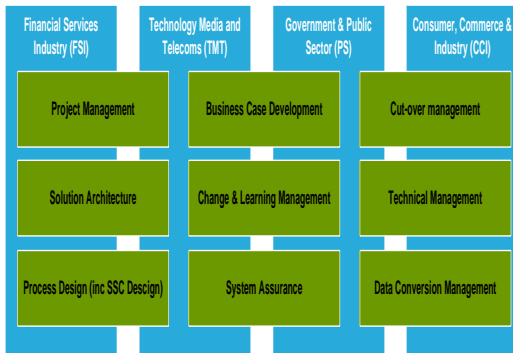 Financial Services
Industry (FSI)
Technology Media and
Telecoms (TMT)
Government & Public
Sector (PS)
Consumer, Commerce &
Industry (CCI)
Project Management
Business Case Development
Cut-over management
Solution Architecture
Change & Learning Management
Technical Management
Process Design (inc SSC Descign)
System Assurance
Data Conversion Management